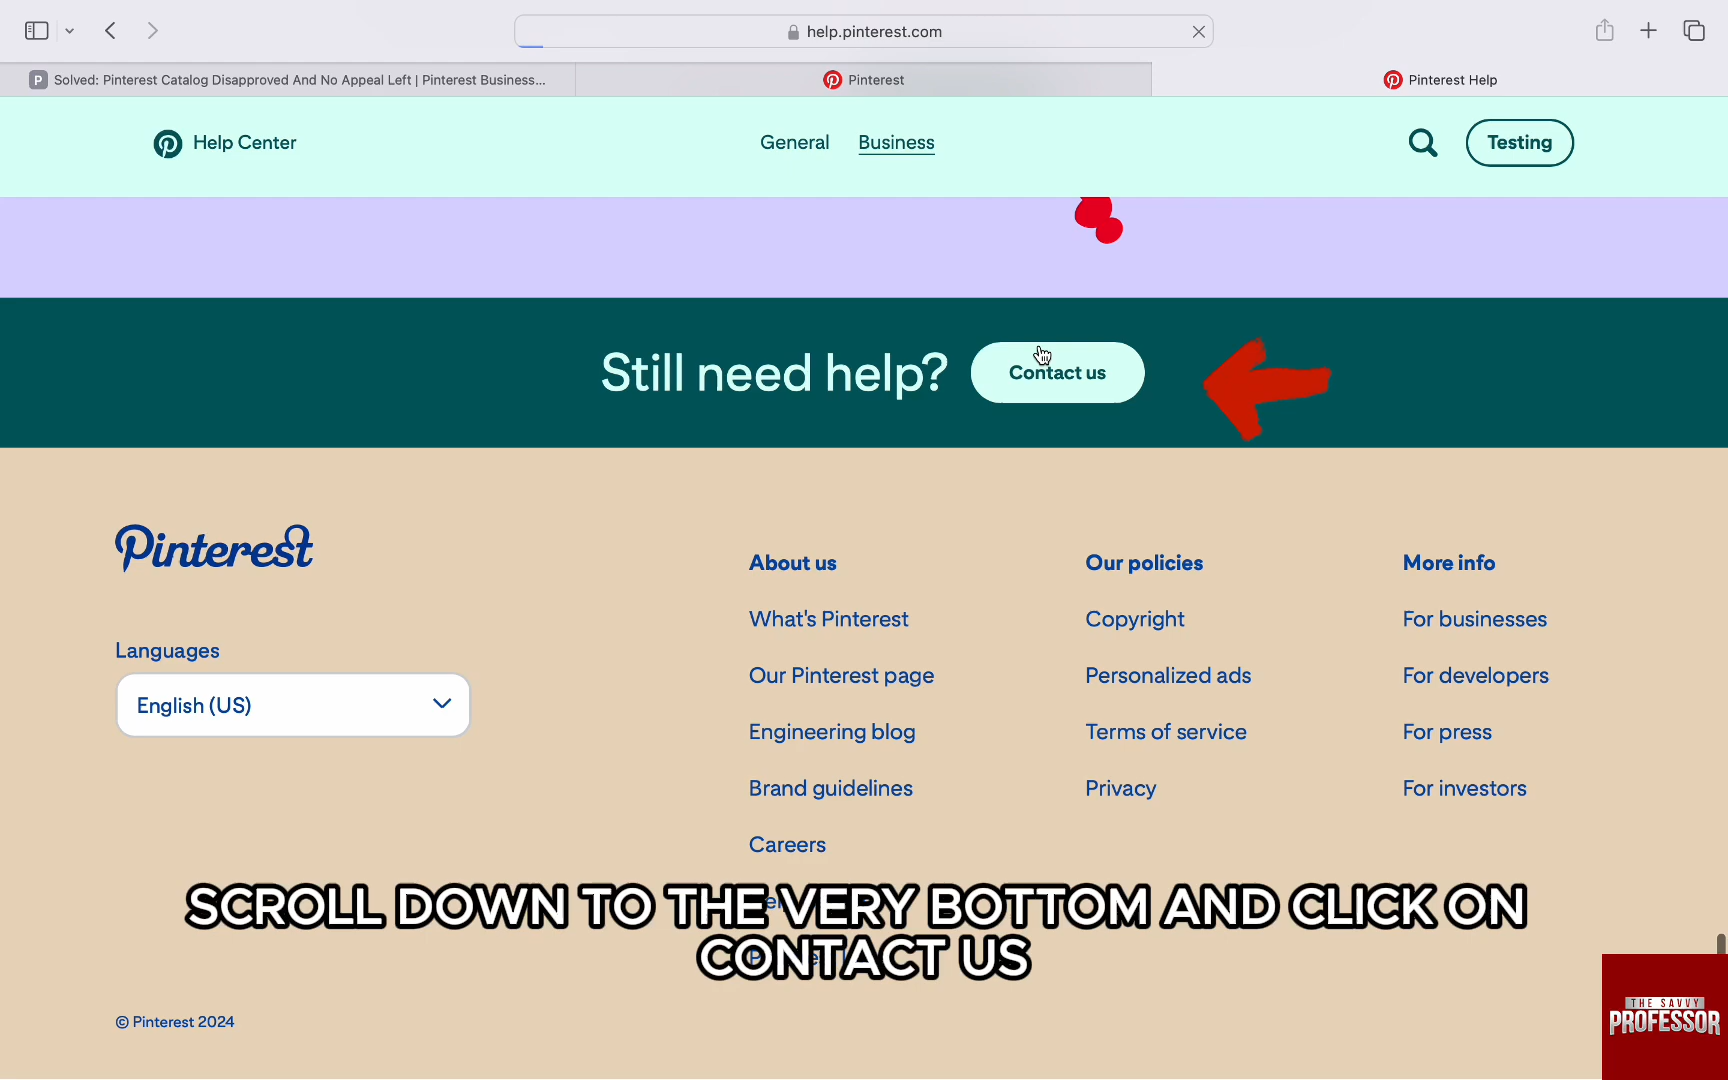 help.pinterest.com
P Solved: Pinterest Catalog Disapproved And No Appeal Left | Pinterest Business...
Pinterest
Pinterest Help
Help Center
General
Business
Testing
Still need help?
Contact us
Pinterest
Languages
English (US)
About us
What's Pinterest
Our Pinterest page
Engineering blog
Brand guidelines
Careers
Our policies
Copyright
Personalized ads
Terms of service
Privacy
More info
For businesses
For developers
For press
For investors
SCROLL DOWN TO THE VERY BOTTOM AND CLICK ON
CONTACT US
© Pinterest 2024
THE SAVVY
PROFESSOR